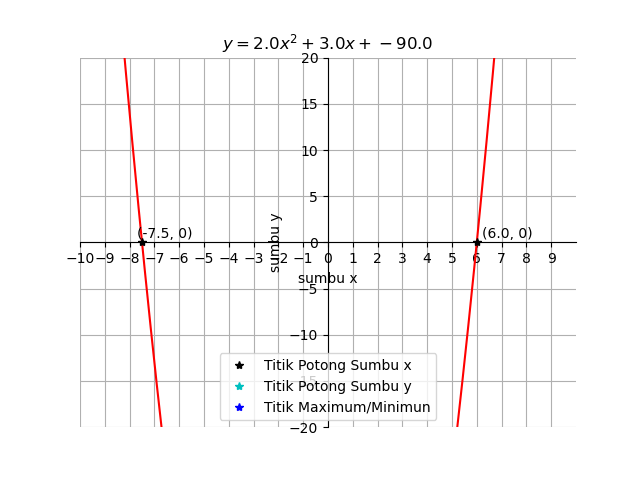 y = 2.0x² + 3.0x + − 90.0
20
15
10
5
(-7.5, 0)
(6.0, 0)
0
sumbu y
−10 −9 −8 −7 −6 −5 −4 −3 −2 −1 0 1 2 3 4 5 6 7 8 9
sumbu x
−5
−10
Titik Potong Sumbu x
−15
Titik Potong Sumbu y
Titik Maximum/Minimun
−20